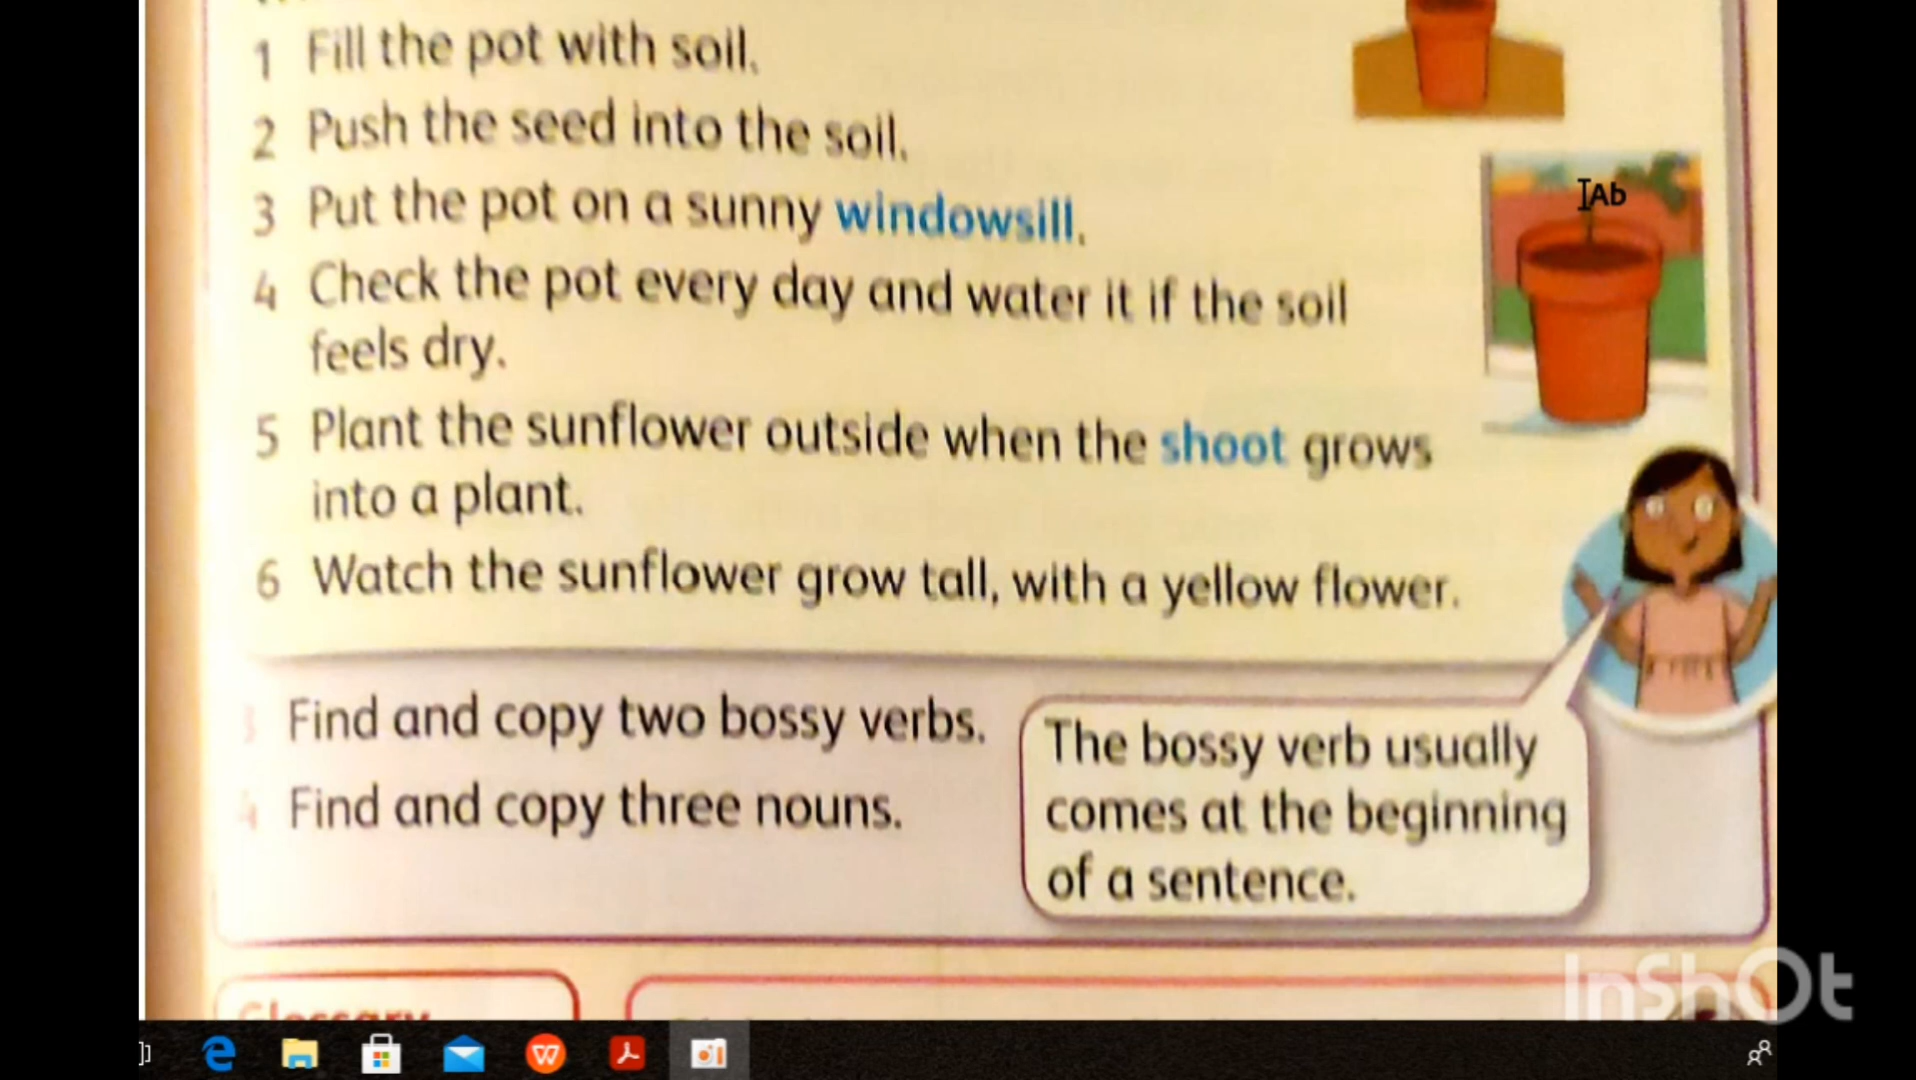 1 Fill the pot with soil.
2 Push the seed into the soil.
3 Put the pot on a sunny windowsill.
4 Check the pot every day and water it if the soil
feels dry.
5 Plant the sunflower outside when the shoot grows
into a plant.
6 Watch the sunflower grow tall, with a yellow flower.
3 Find and copy two bossy verbs.
4 Find and copy three nouns.
The bossy verb usually
comes at the beginning
of a sentence.
Glossary
Ab
InShOt